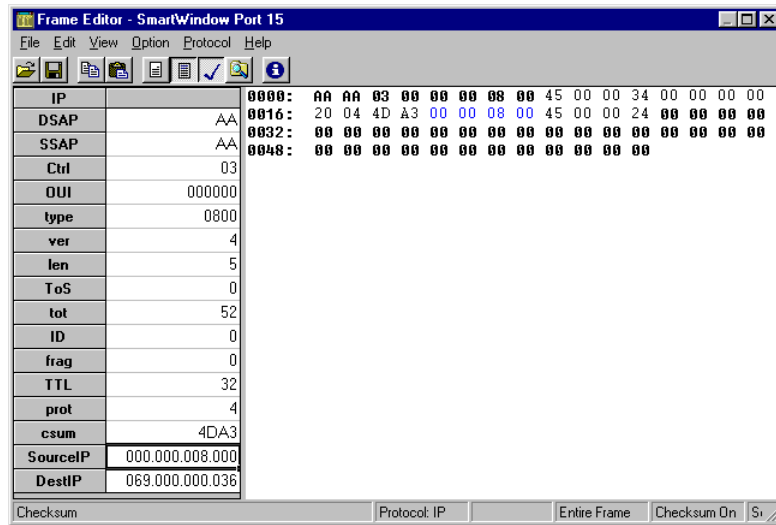 Frame Editor - SmartWindow Port 15
File Edit View Option Protocol Help
IP
DSAP AA
SSAP AA
Ctrl 03
OUI 000000
type 0800
ver 4
len 5
ToS 0
tot 52
ID 0
frag 0
TTL 32
prot 4
csum 4DA3
SourceIP 000.000.008.000
DestIP 069.000.000.036
0000: AA AA 03 00 00 00 08 00 45 00 00 34 00 00 00 00
0016: 20 04 4D A3 00 00 08 00 45 00 00 24 00 00 00 00
0032: 00 00 00 00 00 00 00 00 00 00 00 00 00 00 00 00
0048: 00 00 00 00 00 00 00 00 00 00 00 00
Checksum Protocol: IP Entire Frame Checksum On